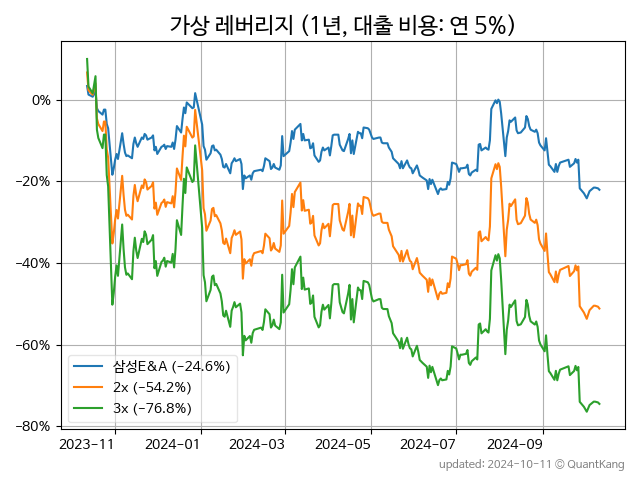 가상 레버리지 (1년, 대출 비용: 연 5%)
0%
−20%
−40%
−60%
−80%
삼성E&A (−24.6%)
2x (−54.2%)
3x (−76.8%)
2023-11 2024-01 2024-03 2024-05 2024-07 2024-09
updated: 2024-10-11 © QuantKang